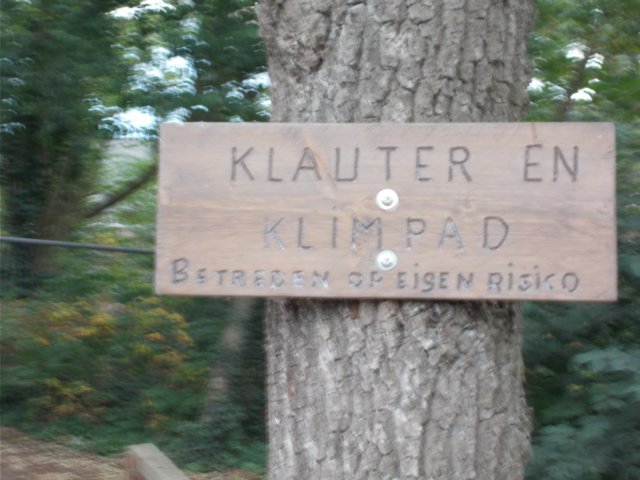 KLAUTER EN
KLIMPAD
BETREDEN OP EIGEN RISICO